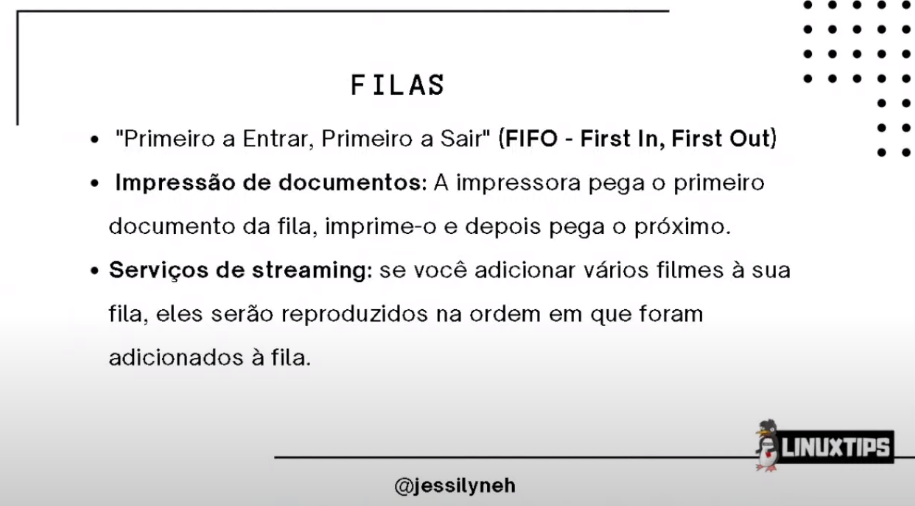 FILAS
• "Primeiro a Entrar, Primeiro a Sair" (FIFO - First In, First Out)
• Impressão de documentos: A impressora pega o primeiro
documento da fila, imprime-o e depois pega o próximo.
• Serviços de streaming: se você adicionar vários filmes à sua
fila, eles serão reproduzidos na ordem em que foram
adicionados à fila.
LINUXTIPS
@jessilyneh